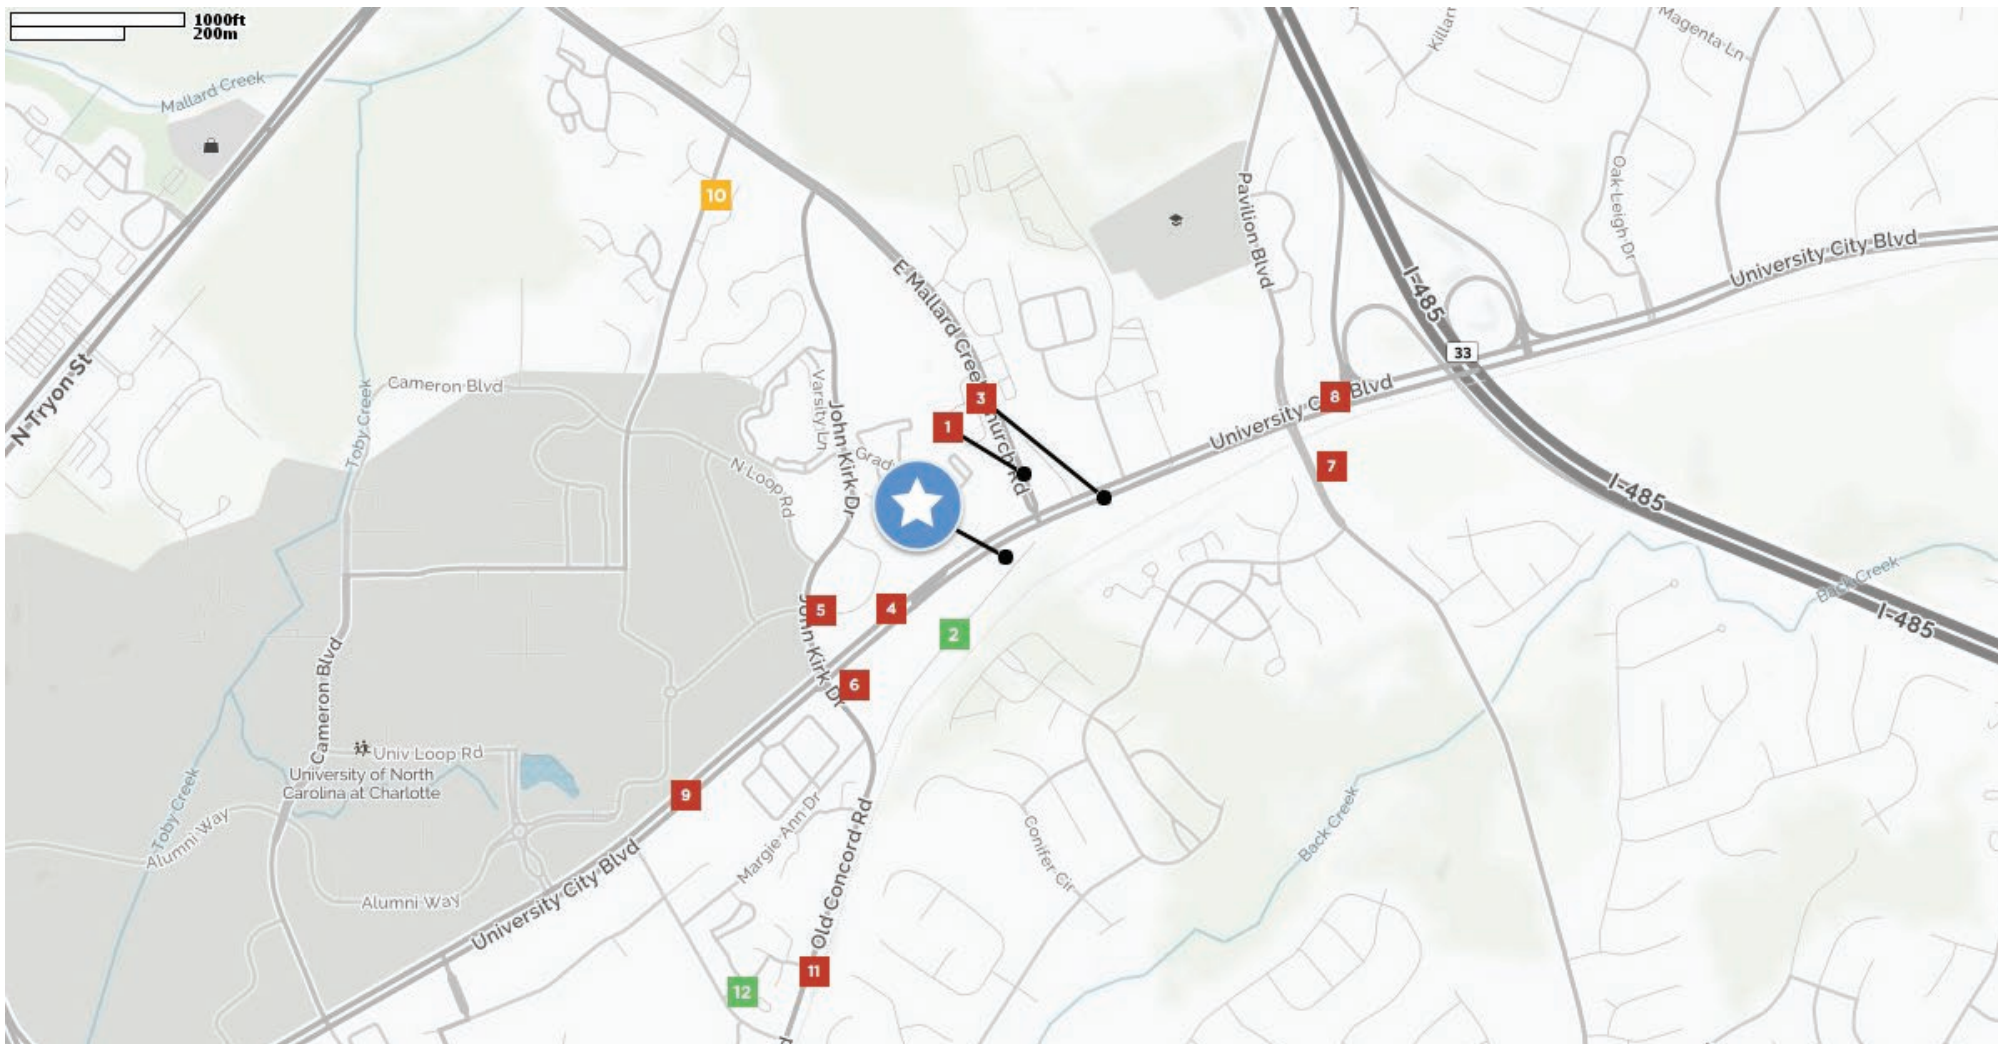 1000ft
200m
Mallard Creek
Magenta Ln
10
Pavilion Blvd
Oak Leigh Dr
University City Blvd
E Mallard Creek Church Rd
I-485
33
N Tryon St
Cameron Blvd
Toby Creek
Varsity Ln
John Kirk Dr
3
8
Blvd
University C
1
N Loop Rd
7
I-485
Back Creek
I-485
5
4
2
John Kirk Dr
6
Cameron Blvd
Univ Loop Rd
University of North
Carolina at Charlotte
9
Toby Creek
Alumni Way
Margie Ann Dr
Old Concord Rd
Conifer Cir
Back Creek
Alumni Way
University City Blvd
11
12